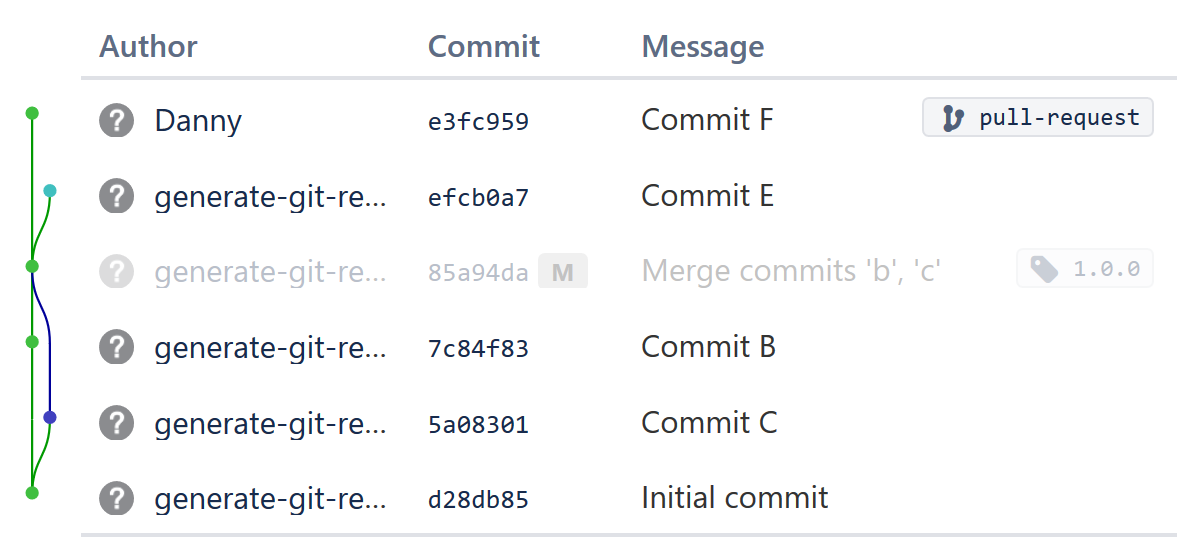 Author Commit Message
? Danny e3fc959 Commit F pull-request
? generate-git-re... efcb0a7 Commit E
? generate-git-re... 85a94da M Merge commits 'b', 'c' 1.0.0
? generate-git-re... 7c84f83 Commit B
? generate-git-re... 5a08301 Commit C
? generate-git-re... d28db85 Initial commit